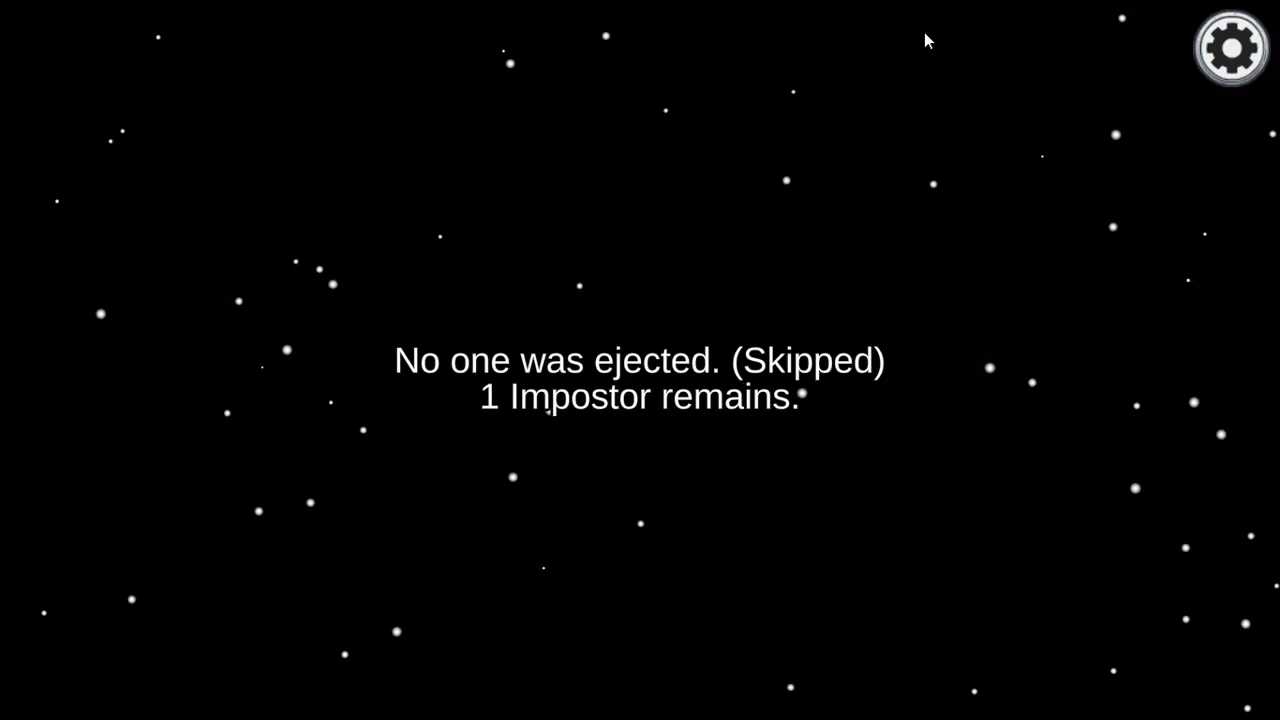 No one was ejected. (Skipped)
1 Impostor remains.